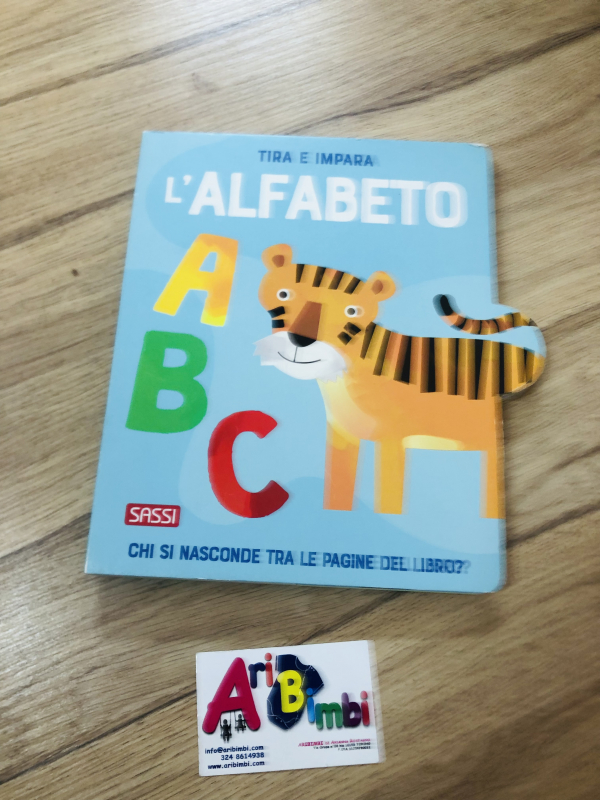 TIRA E IMPARA
L'ALFABETO
A
B
C
SASSI
CHI SI NASCONDE TRA LE PAGINE DEL LIBRO?
AriBimbi
info@aribimbi.com
324 8614938
www.aribimbi.com
ARIBIMBI